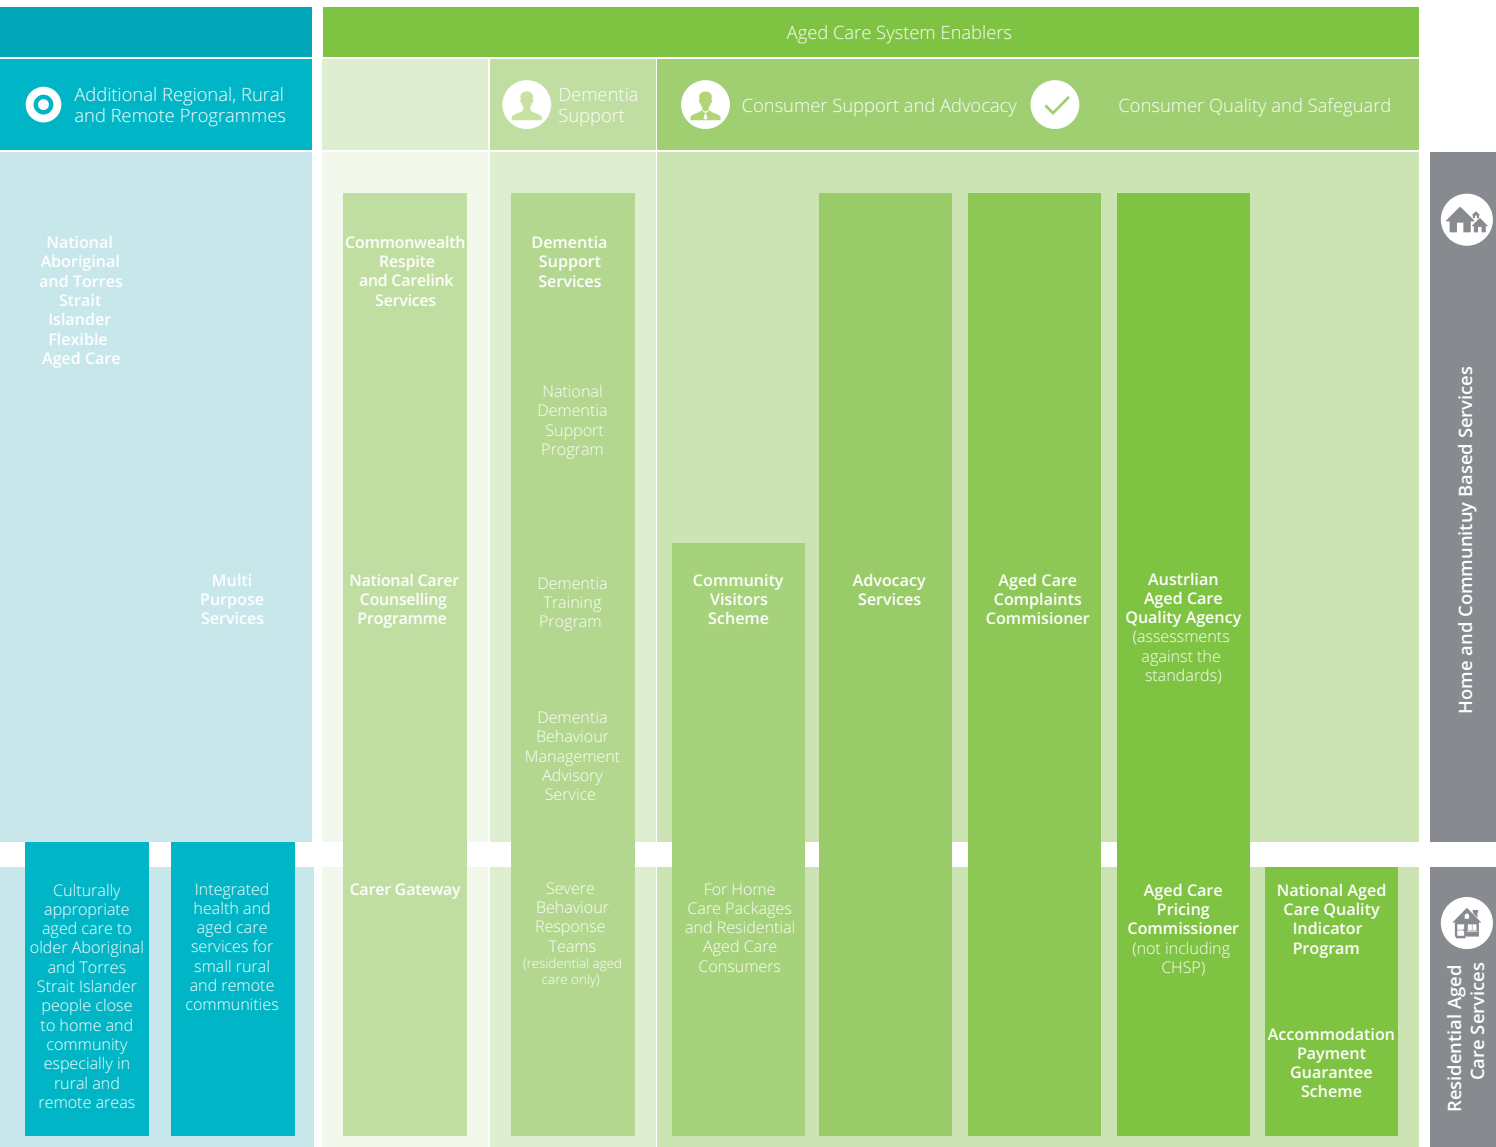 Aged Care System Enablers
Additional Regional, Rural
and Remote Programmes
Dementia
Support
Consumer Support and Advocacy
Consumer Quality and Safeguard
National
Aboriginal
and Torres
Strait
Islander
Flexible
Aged Care
Multi
Purpose
Services
Culturally
appropriate
aged care to
older Aboriginal
and Torres
Strait Islander
people close
to home and
community
especially in
rural and
remote areas
Integrated
health and
aged care
services for
small rural
and remote
communities
Commonwealth
Respite
and Carelink
Services
National Carer
Counselling
Programme
Carer Gateway
Dementia
Support
Services
National
Dementia
Support
Program
Dementia
Training
Program
Dementia
Behaviour
Management
Advisory
Service
Severe
Behaviour
Response
Teams
(residential aged
care only)
Community
Visitors
Scheme
For Home
Care Packages
and Residential
Aged Care
Consumers
Advocacy
Services
Aged Care
Complaints
Commisioner
Austrlian
Aged Care
Quality Agency
(assessments
against the
standards)
Aged Care
Pricing
Commissioner
(not including
CHSP)
National Aged
Care Quality
Indicator
Program
Accommodation
Payment
Guarantee
Scheme
Home and Communituy Based Services
Residential Aged
Care Services